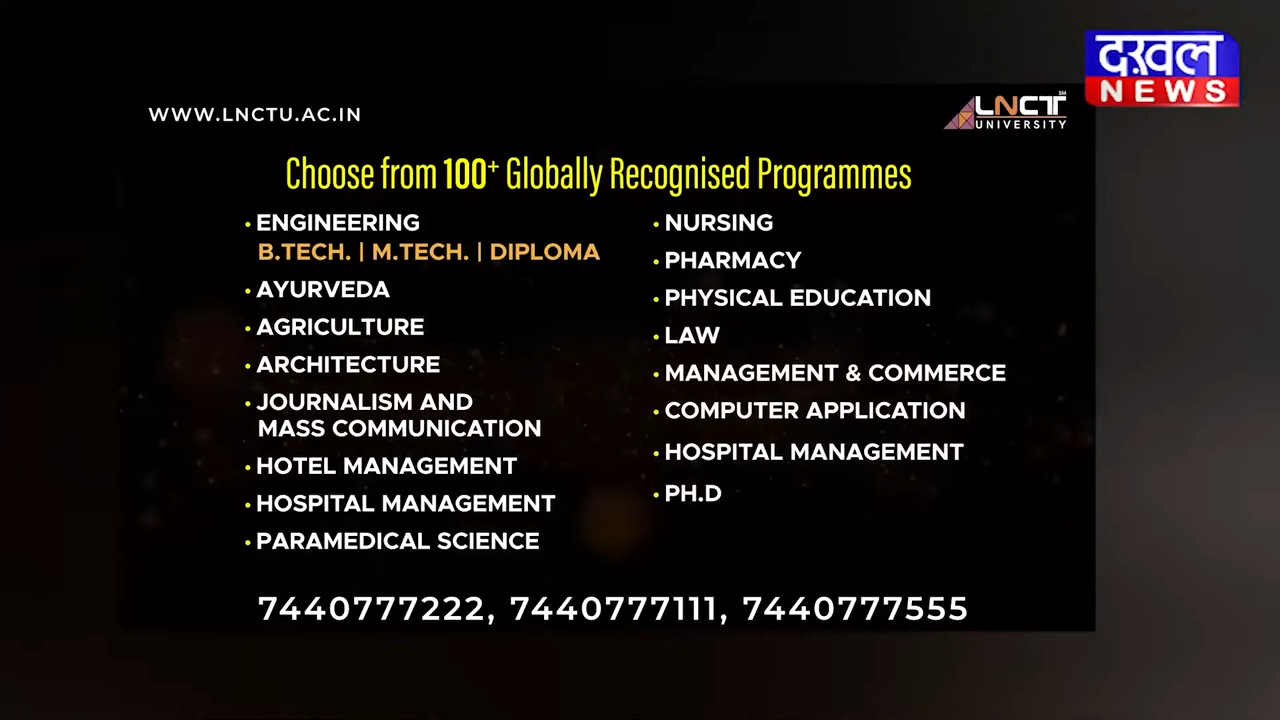 दख़ल
NEWS
WWW.LNCTU.AC.IN
LNCT SM
UNIVERSITY
Choose from 100+ Globally Recognised Programmes
• ENGINEERING
B.TECH. | M.TECH. | DIPLOMA
• AYURVEDA
• AGRICULTURE
• ARCHITECTURE
• JOURNALISM AND
MASS COMMUNICATION
• HOTEL MANAGEMENT
• HOSPITAL MANAGEMENT
• PARAMEDICAL SCIENCE
• NURSING
• PHARMACY
• PHYSICAL EDUCATION
• LAW
• MANAGEMENT & COMMERCE
• COMPUTER APPLICATION
• HOSPITAL MANAGEMENT
• PH.D
7440777222, 7440777111, 7440777555